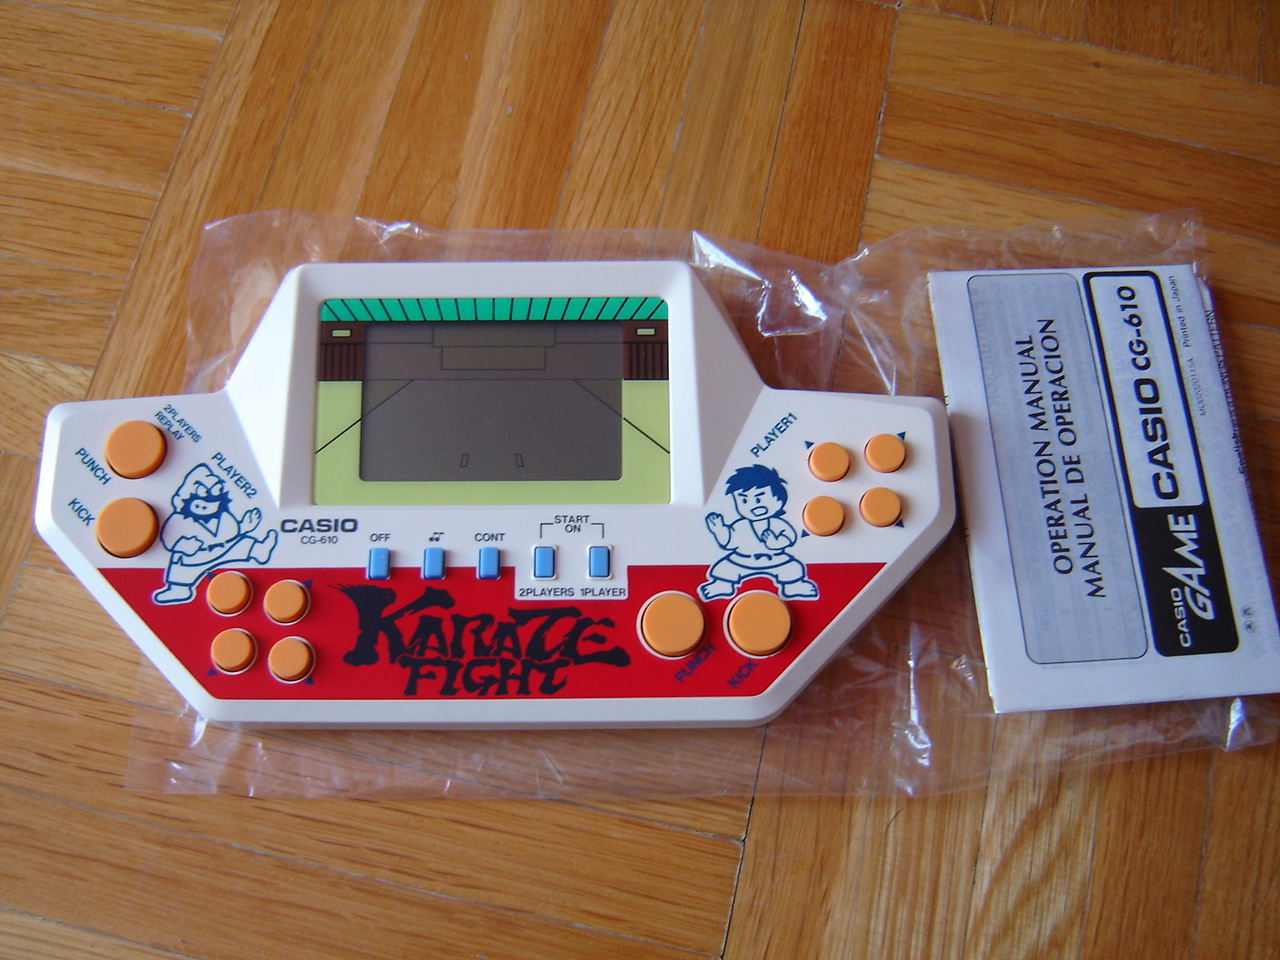 2PLAYERS
REPLAY
PUNCH
KICK
PLAYER2
PLAYER1
CASIO
CG-610
OFF
CONT
START
ON
2PLAYERS 1PLAYER
KARATE
FIGHT
PUNCH
KICK
OPERATION MANUAL
MANUAL DE OPERACION
CASIO GAME CASIO CG-610
MO0202011SA Printed in Japan